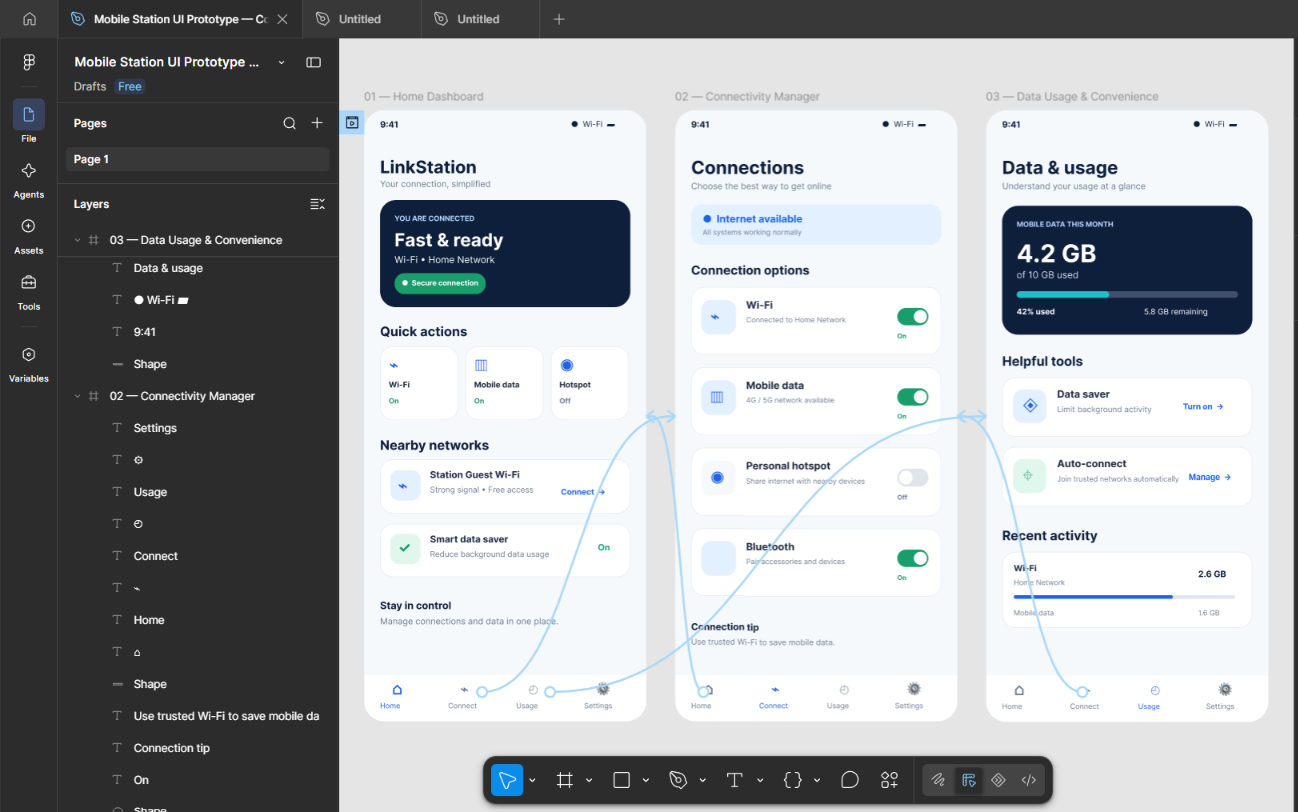 Mobile Station UI Prototype — Co
Untitled
Untitled
Mobile Station UI Prototype ...
Drafts Free
File
Agents
Assets
Tools
Variables
Pages
Page 1
Layers
03 — Data Usage & Convenience
Data & usage
● Wi-Fi ▰
9:41
Shape
02 — Connectivity Manager
Settings
⚙
Usage
◴
Connect
⌁
Home
⌂
Shape
Use trusted Wi-Fi to save mobile da
Connection tip
On
Shape
01 — Home Dashboard
9:41
● Wi-Fi ▬
LinkStation
Your connection, simplified
YOU ARE CONNECTED
Fast & ready
Wi-Fi • Home Network
● Secure connection
Quick actions
Wi-Fi
On
Mobile data
On
Hotspot
Off
Nearby networks
Station Guest Wi-Fi
Strong signal • Free access
Connect →
Smart data saver
Reduce background data usage
On
Stay in control
Manage connections and data in one place.
Home
Connect
Usage
Settings
02 — Connectivity Manager
9:41
● Wi-Fi ▬
Connections
Choose the best way to get online
● Internet available
All systems working normally
Connection options
Wi-Fi
Connected to Home Network
On
Mobile data
4G / 5G network available
On
Personal hotspot
Share internet with nearby devices
Off
Bluetooth
Pair accessories and devices
On
Connection tip
Use trusted Wi-Fi to save mobile data.
Home
Connect
Usage
Settings
03 — Data Usage & Convenience
9:41
● Wi-Fi ▬
Data & usage
Understand your usage at a glance
MOBILE DATA THIS MONTH
4.2 GB
of 10 GB used
42% used
5.8 GB remaining
Helpful tools
Data saver
Limit background activity
Turn on →
Auto-connect
Join trusted networks automatically
Manage →
Recent activity
Wi-Fi
Home Network
2.6 GB
Mobile data
1.6 GB
Home
Connect
Usage
Settings